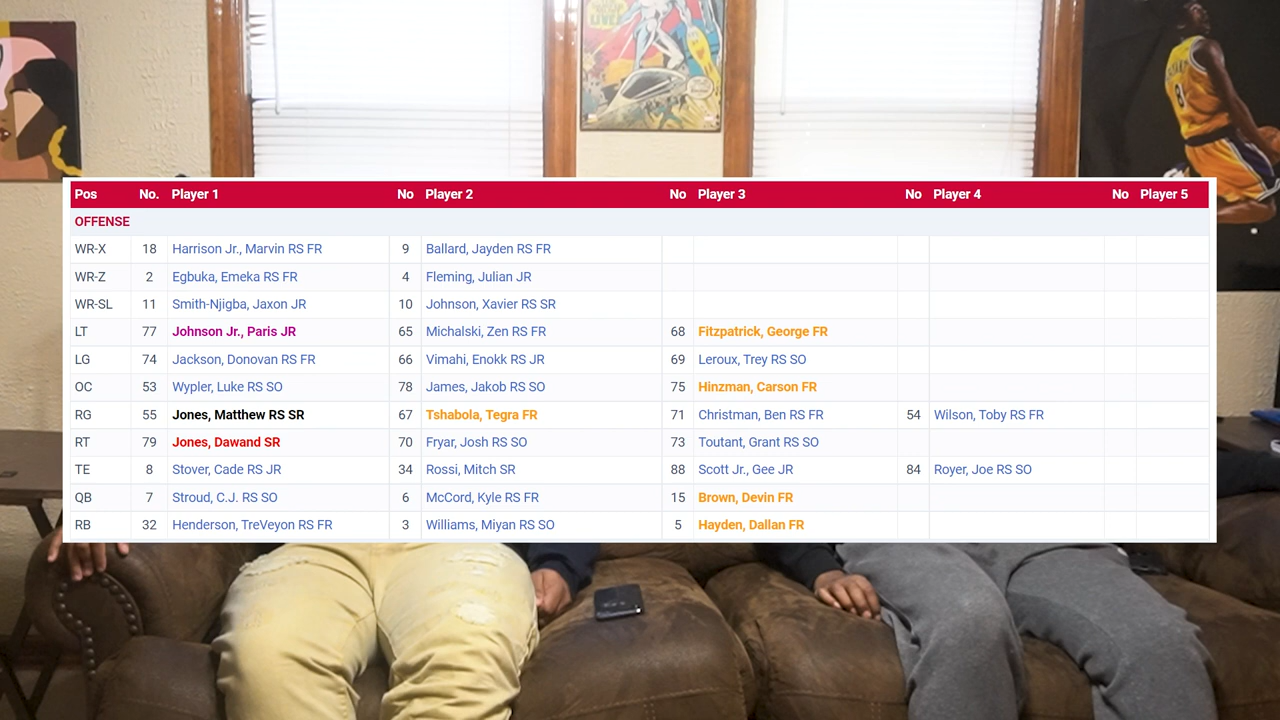 LIVES!
8
Pos No. Player 1 No Player 2 No Player 3 No Player 4 No Player 5
OFFENSE
WR-X 18 Harrison Jr., Marvin RS FR 9 Ballard, Jayden RS FR
WR-Z 2 Egbuka, Emeka RS FR 4 Fleming, Julian JR
WR-SL 11 Smith-Njigba, Jaxon JR 10 Johnson, Xavier RS SR
LT 77 Johnson Jr., Paris JR 65 Michalski, Zen RS FR 68 Fitzpatrick, George FR
LG 74 Jackson, Donovan RS FR 66 Vimahi, Enokk RS JR 69 Leroux, Trey RS SO
OC 53 Wypler, Luke RS SO 78 James, Jakob RS SO 75 Hinzman, Carson FR
RG 55 Jones, Matthew RS SR 67 Tshabola, Tegra FR 71 Christman, Ben RS FR 54 Wilson, Toby RS FR
RT 79 Jones, Dawand SR 70 Fryar, Josh RS SO 73 Toutant, Grant RS SO
TE 8 Stover, Cade RS JR 34 Rossi, Mitch SR 88 Scott Jr., Gee JR 84 Royer, Joe RS SO
QB 7 Stroud, C.J. RS SO 6 McCord, Kyle RS FR 15 Brown, Devin FR
RB 32 Henderson, TreVeyon RS FR 3 Williams, Miyan RS SO 5 Hayden, Dallan FR